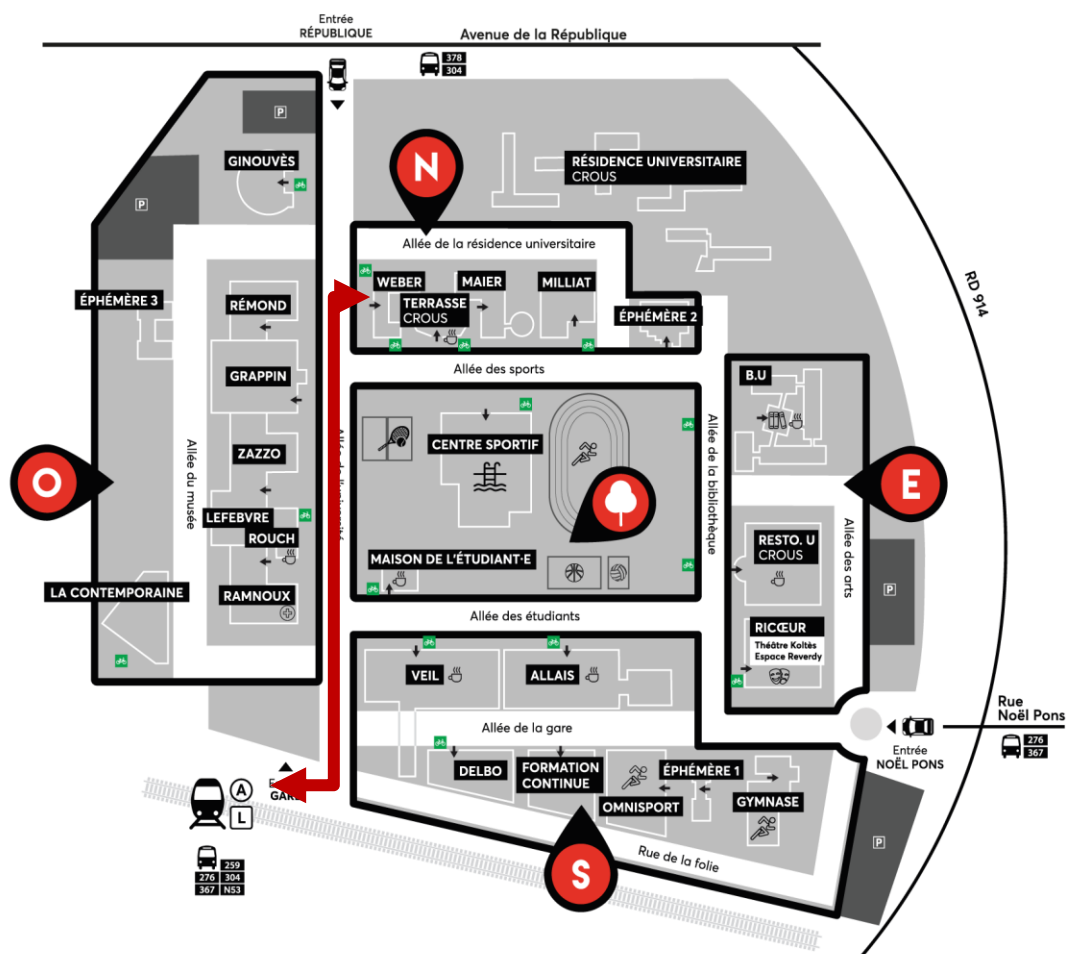 Entrée
RÉPUBLIQUE
Avenue de la République
378
304
P
GINOUVÈS
N
RÉSIDENCE UNIVERSITAIRE
CROUS
P
Allée de la résidence universitaire
WEBER
MAIER
MILLIAT
TERRASSE
CROUS
ÉPHÉMÈRE 2
ÉPHÉMÈRE 3
RÉMOND
RD 914
Allée des sports
GRAPPIN
B.U
CENTRE SPORTIF
ZAZZO
Allée du musée
Allée de la bibliothèque
O
E
LEFEBVRE
ROUCH
RESTO. U
CROUS
Allée des arts
MAISON DE L'ÉTUDIANT·E
LA CONTEMPORAINE
RAMNOUX
P
Allée des étudiants
RICŒUR
Théâtre Koltès
Espace Reverdy
VEIL
ALLAIS
Allée de la gare
Rue
Noël Pons
276
367
Entrée
NOËL PONS
DELBO
FORMATION
CONTINUE
ÉPHÉMÈRE 1
OMNISPORT
GYMNASE
A
L
P
Rue de la folie
S
259
276 304
367 N53